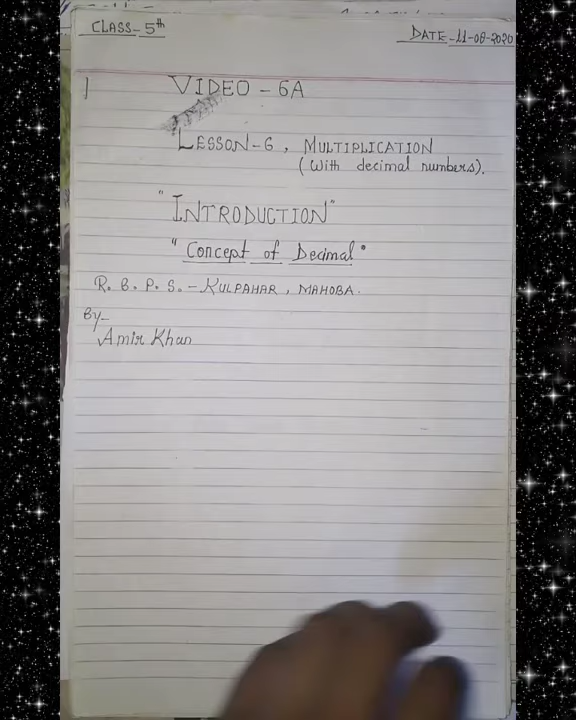 CLASS-5th
DATE-11-08-2020
VIDEO-6A
LESSON-6, MULTIPLICATION
(With decimal numbers).
"INTRODUCTION"
"Concept of Decimal"
R. B. P. S. - KULPAHAR, MAHOBA.
By-
Amir Khan